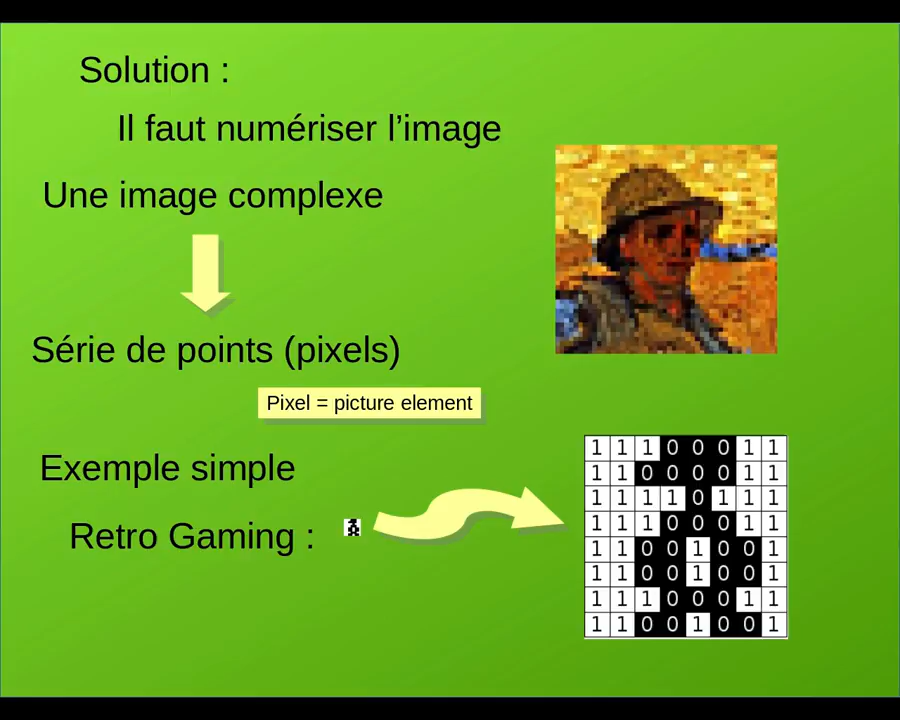 Solution :
Il faut numériser l’image
Une image complexe
Série de points (pixels)
Pixel = picture element
Exemple simple
Retro Gaming :
1 1 1 0 0 0 1 1
1 1 0 0 0 0 1 1
1 1 1 1 0 1 1 1
1 1 1 0 0 0 1 1
1 1 0 0 1 0 0 1
1 1 0 0 1 0 0 1
1 1 1 0 0 0 1 1
1 1 0 0 1 0 0 1